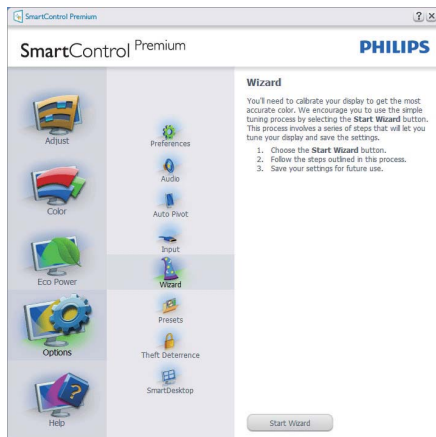 SmartControl Premium
SmartControl Premium
PHILIPS
Adjust
Color
Eco Power
Options
Help
Preferences
Audio
Auto Pivot
Input
Wizard
Presets
Theft Deterrence
SmartDesktop
Wizard
You'll need to calibrate your display to get the most
accurate color. We encourage you to use the simple
tuning process by selecting the Start Wizard button.
This process involves a series of steps that will let you
tune your display and save the settings.
1. Choose the Start Wizard button.
2. Follow the steps outlined in this process.
3. Save your settings for future use.
Start Wizard